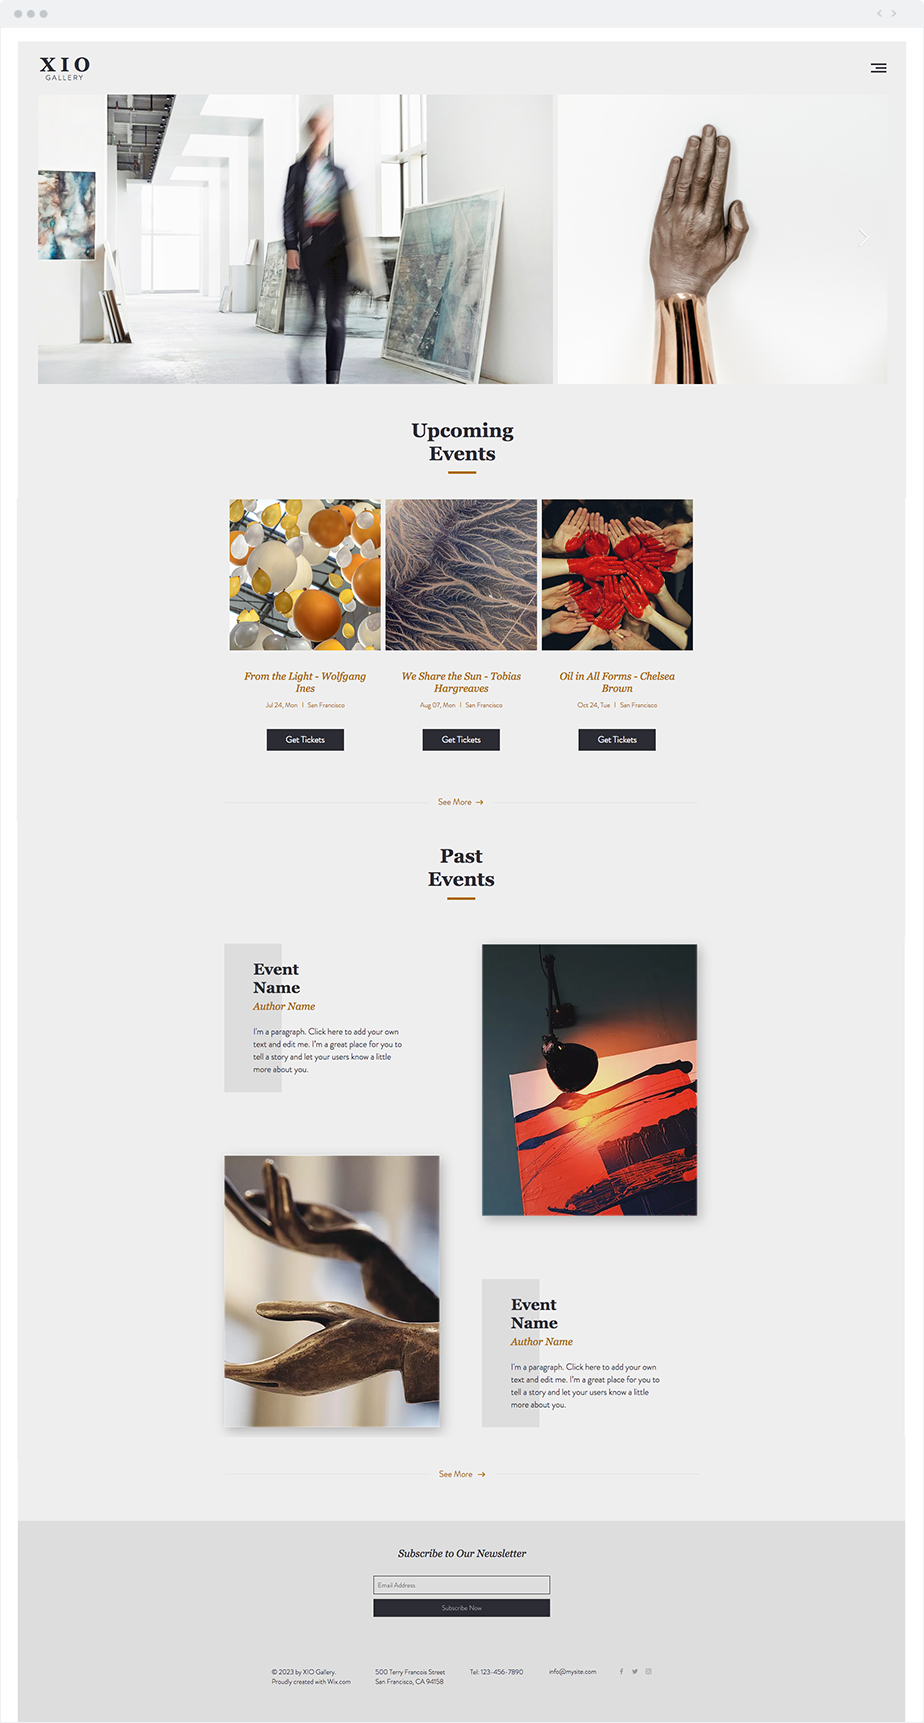 XIO
GALLERY
Upcoming
Events
From the Light - Wolfgang
Ines
Jul 24, Mon | San Francisco
Get Tickets
We Share the Sun - Tobias
Hargreaves
Aug 07, Mon | San Francisco
Get Tickets
Oil in All Forms - Chelsea
Brown
Oct 24, Tue | San Francisco
Get Tickets
See More →
Past
Events
Event
Name
Author Name
I'm a paragraph. Click here to add your own
text and edit me. I'm a great place for you to
tell a story and let your users know a little
more about you.
Event
Name
Author Name
I'm a paragraph. Click here to add your own
text and edit me. I'm a great place for you to
tell a story and let your users know a little
more about you.
See More →
Subscribe to Our Newsletter
Email Address
Subscribe Now
© 2023 by XIO Gallery.
Proudly created with Wix.com
500 Terry Francois Street
San Francisco, CA 94158
Tel: 123-456-7890
info@mysite.com